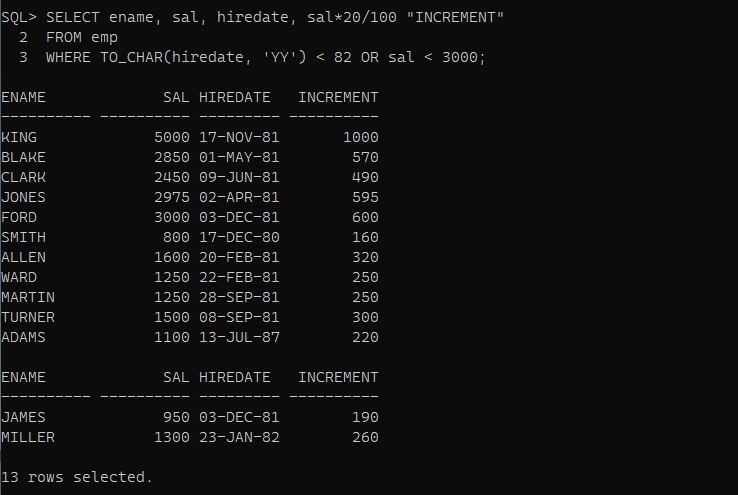 SQL> SELECT ename, sal, hiredate, sal*20/100 "INCREMENT"
  2  FROM emp
  3  WHERE TO_CHAR(hiredate, 'YY') < 82 OR sal < 3000;
ENAME             SAL HIREDATE   INCREMENT
---------- ---------- --------- ----------
KING             5000 17-NOV-81       1000
BLAKE            2850 01-MAY-81        570
CLARK            2450 09-JUN-81        490
JONES            2975 02-APR-81        595
FORD             3000 03-DEC-81        600
SMITH             800 17-DEC-80        160
ALLEN            1600 20-FEB-81        320
WARD             1250 22-FEB-81        250
MARTIN           1250 28-SEP-81        250
TURNER           1500 08-SEP-81        300
ADAMS            1100 13-JUL-87        220
ENAME             SAL HIREDATE   INCREMENT
---------- ---------- --------- ----------
JAMES             950 03-DEC-81        190
MILLER           1300 23-JAN-82        260
13 rows selected.